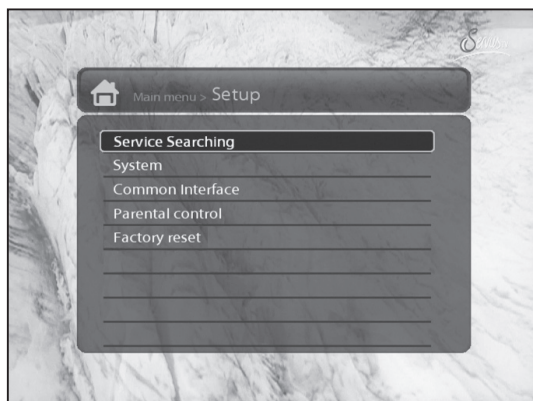 Main menu > Setup
Service Searching
System
Common Interface
Parental control
Factory reset